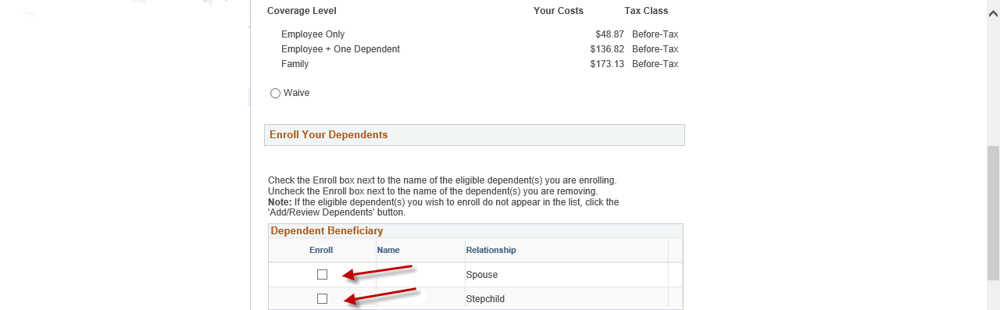 Coverage Level Your Costs Tax Class
Employee Only $48.87 Before-Tax
Employee + One Dependent $136.82 Before-Tax
Family $173.13 Before-Tax
Waive
Enroll Your Dependents
Check the Enroll box next to the name of the eligible dependent(s) you are enrolling.
Uncheck the Enroll box next to the name of the dependent(s) you are removing.
Note: If the eligible dependent(s) you wish to enroll do not appear in the list, click the
'Add/Review Dependents' button.
Dependent Beneficiary
Enroll Name Relationship
Spouse
Stepchild